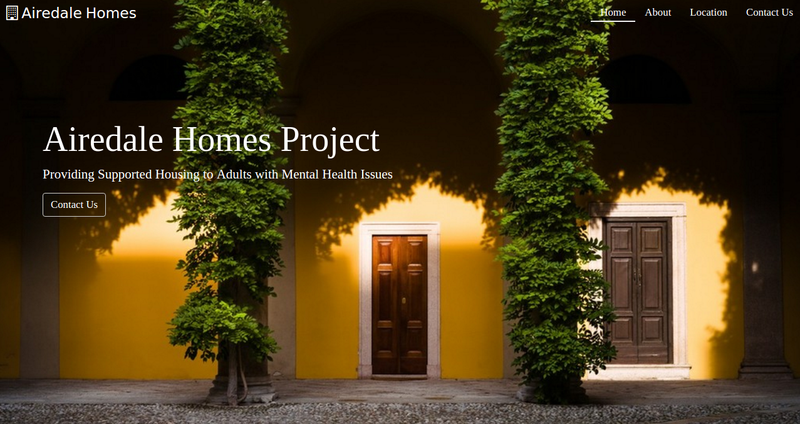 Airedale Homes
Home About Location Contact Us
Airedale Homes Project
Providing Supported Housing to Adults with Mental Health Issues
Contact Us